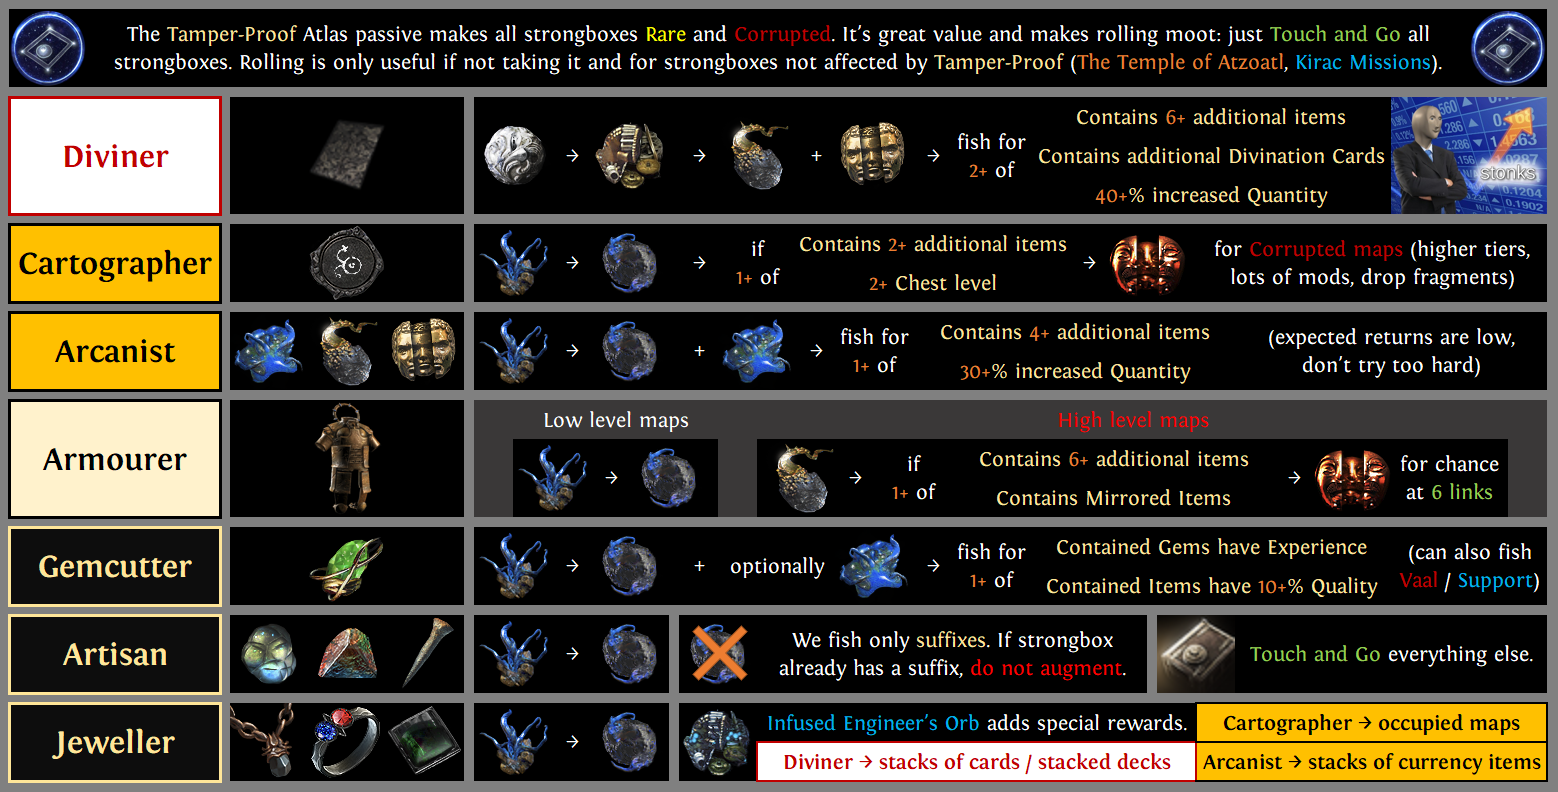 The Tamper-Proof Atlas passive makes all strongboxes Rare and Corrupted. It's great value and makes rolling moot: just Touch and Go all
strongboxes. Rolling is only useful if not taking it and for strongboxes not affected by Tamper-Proof (The Temple of Atzoatl, Kirac Missions).
Diviner
→ → + →
fish for
2+ of
Contains 6+ additional items
Contains additional Divination Cards
40+% increased Quantity
stonks
Cartographer
→ →
if
1+ of
Contains 2+ additional items
2+ Chest level
→
for Corrupted maps (higher tiers,
lots of mods, drop fragments)
Arcanist
→ + →
fish for
1+ of
Contains 4+ additional items
30+% increased Quantity
(expected returns are low,
don't try too hard)
Armourer
Low level maps
→
High level maps
→
if
1+ of
Contains 6+ additional items
Contains Mirrored Items
→
for chance
at 6 links
Gemcutter
→ + optionally →
fish for
1+ of
Contained Gems have Experience
Contained Items have 10+% Quality
(can also fish
Vaal / Support)
Artisan
→
We fish only suffixes. If strongbox
already has a suffix, do not augment.
Touch and Go everything else.
Jeweller
→
Infused Engineer's Orb adds special rewards.
Cartographer → occupied maps
Diviner → stacks of cards / stacked decks
Arcanist → stacks of currency items